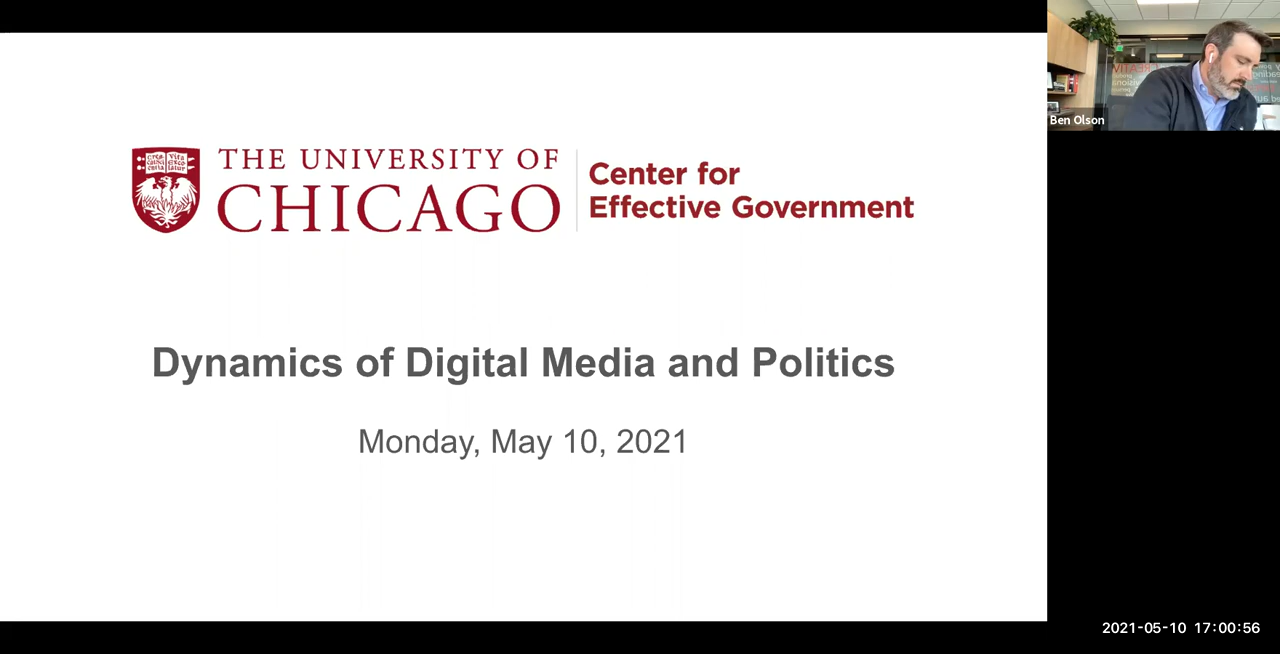 THE UNIVERSITY OF
CHICAGO
Center for
Effective Government
Dynamics of Digital Media and Politics
Monday, May 10, 2021
Ben Olson
2021-05-10 17:00:56